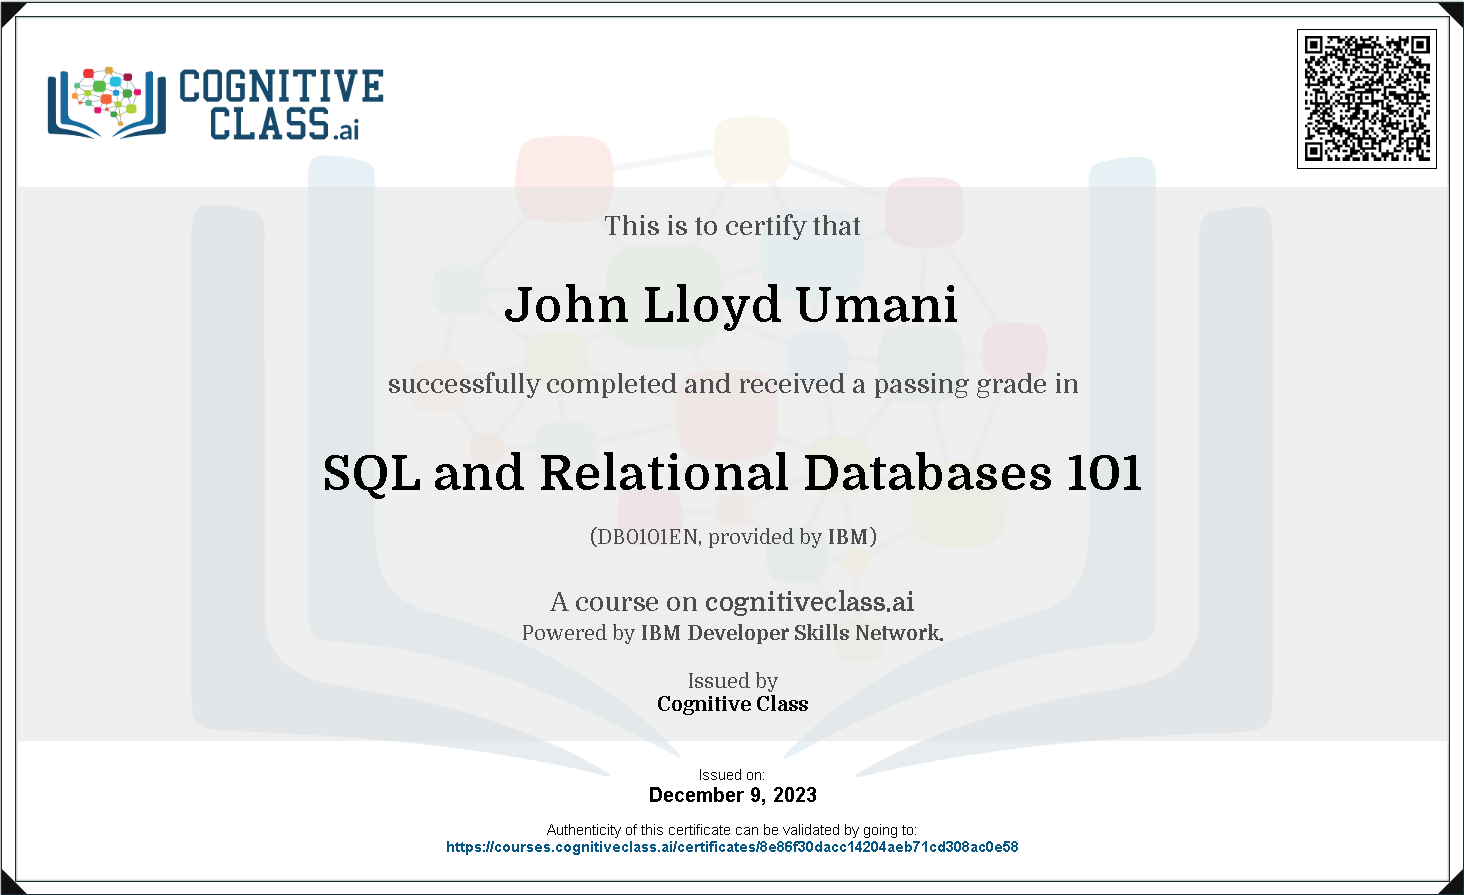 COGNITIVE
CLASS.ai
This is to certify that
John Lloyd Umani
successfully completed and received a passing grade in
SQL and Relational Databases 101
(DB0101EN, provided by IBM)
A course on cognitiveclass.ai
Powered by IBM Developer Skills Network.
Issued by
Cognitive Class
Issued on:
December 9, 2023
Authenticity of this certificate can be validated by going to:
https://courses.cognitiveclass.ai/certificates/8e86f30dacc14204aeb71cd308ac0e58